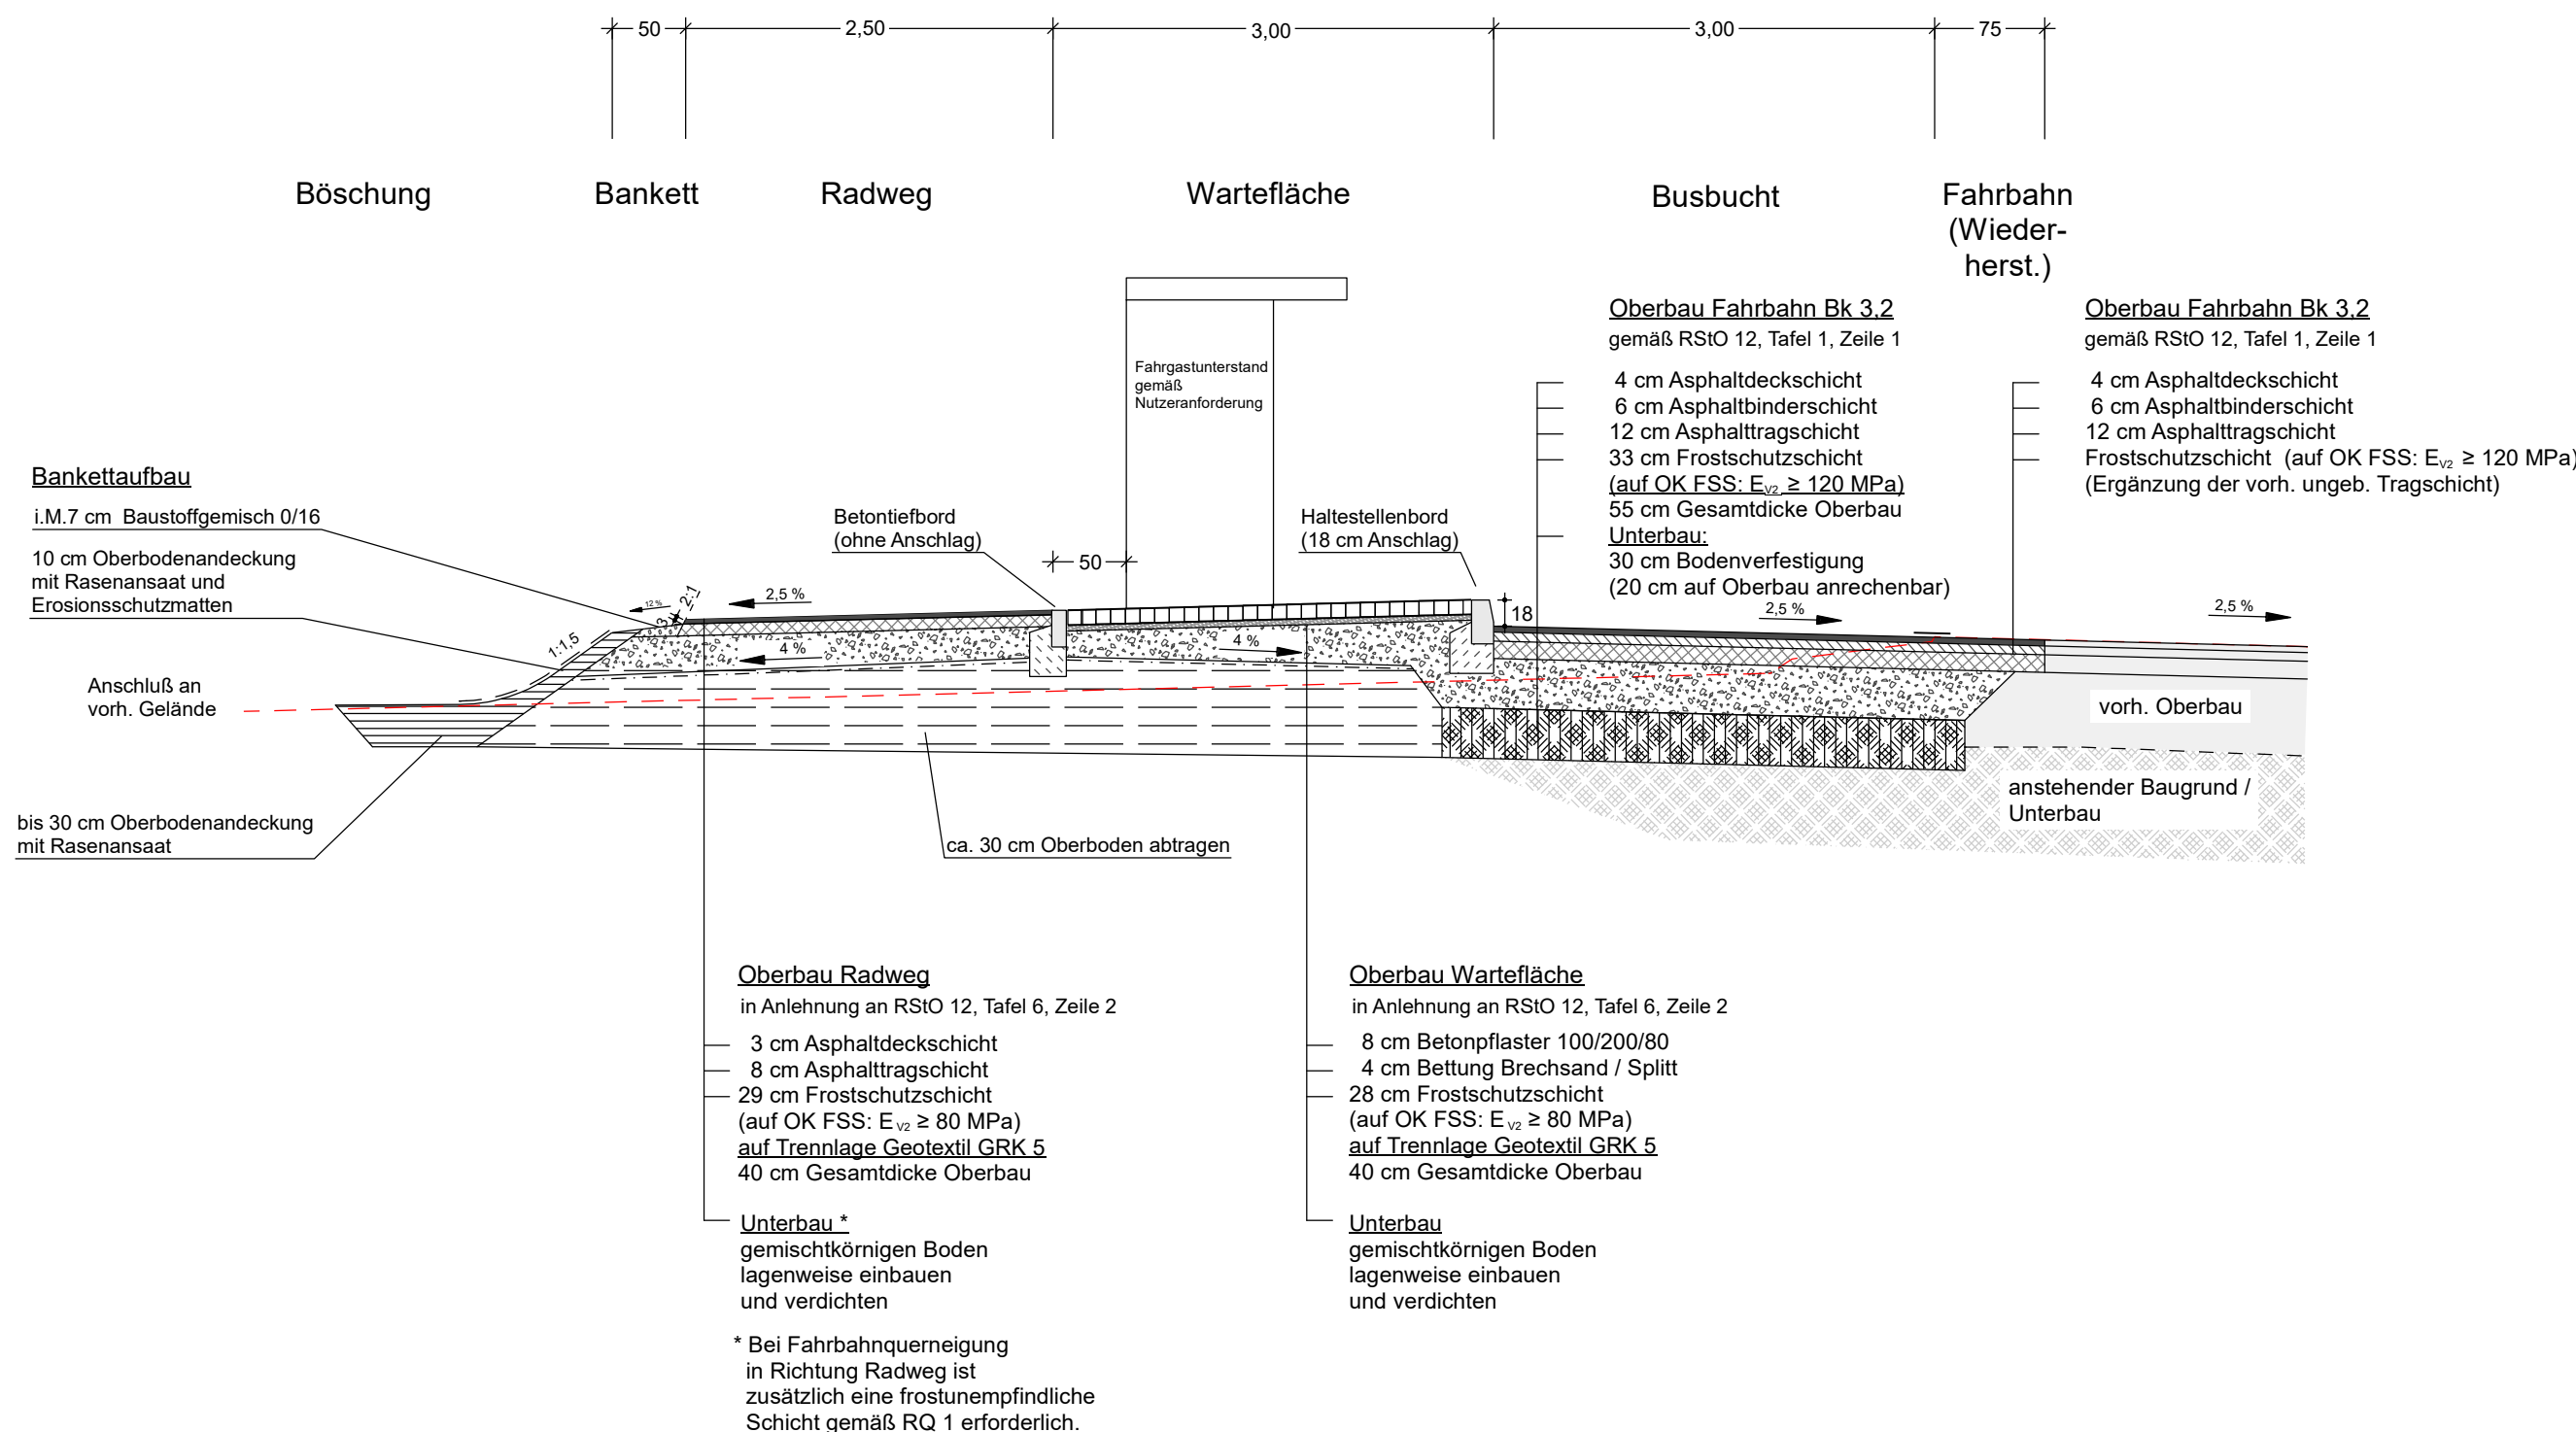 50
2,50
3,00
3,00
75
Böschung
Bankett
Radweg
Wartefläche
Busbucht
Fahrbahn
(Wieder-
herst.)
Oberbau Fahrbahn Bk 3,2
gemäß RStO 12, Tafel 1, Zeile 1
4 cm Asphaltdeckschicht
6 cm Asphaltbinderschicht
12 cm Asphalttragschicht
33 cm Frostschutzschicht
(auf OK FSS: EV2 ≥ 120 MPa)
55 cm Gesamtdicke Oberbau
Unterbau:
30 cm Bodenverfestigung
(20 cm auf Oberbau anrechenbar)
Oberbau Fahrbahn Bk 3,2
gemäß RStO 12, Tafel 1, Zeile 1
4 cm Asphaltdeckschicht
6 cm Asphaltbinderschicht
12 cm Asphalttragschicht
Frostschutzschicht (auf OK FSS: EV2 ≥ 120 MPa)
(Ergänzung der vorh. ungeb. Tragschicht)
Fahrgastunterstand
gemäß
Nutzeranforderung
Bankettaufbau
i.M.7 cm Baustoffgemisch 0/16
10 cm Oberbodenandeckung
mit Rasenansaat und
Erosionsschutzmatten
Betontiefbord
(ohne Anschlag)
Haltestellenbord
(18 cm Anschlag)
50
12 %
3
2:1
2,5 %
18
2,5 %
2,5 %
1:1,5
4 %
4 %
Anschluß an
vorh. Gelände
vorh. Oberbau
anstehender Baugrund /
Unterbau
bis 30 cm Oberbodenandeckung
mit Rasenansaat
ca. 30 cm Oberboden abtragen
Oberbau Radweg
in Anlehnung an RStO 12, Tafel 6, Zeile 2
3 cm Asphaltdeckschicht
8 cm Asphalttragschicht
29 cm Frostschutzschicht
(auf OK FSS: EV2 ≥ 80 MPa)
auf Trennlage Geotextil GRK 5
40 cm Gesamtdicke Oberbau
Unterbau *
gemischtkörnigen Boden
lagenweise einbauen
und verdichten
* Bei Fahrbahnquerneigung
in Richtung Radweg ist
zusätzlich eine frostunempfindliche
Schicht gemäß RQ 1 erforderlich.
Oberbau Wartefläche
in Anlehnung an RStO 12, Tafel 6, Zeile 2
8 cm Betonpflaster 100/200/80
4 cm Bettung Brechsand / Splitt
28 cm Frostschutzschicht
(auf OK FSS: EV2 ≥ 80 MPa)
auf Trennlage Geotextil GRK 5
40 cm Gesamtdicke Oberbau
Unterbau
gemischtkörnigen Boden
lagenweise einbauen
und verdichten